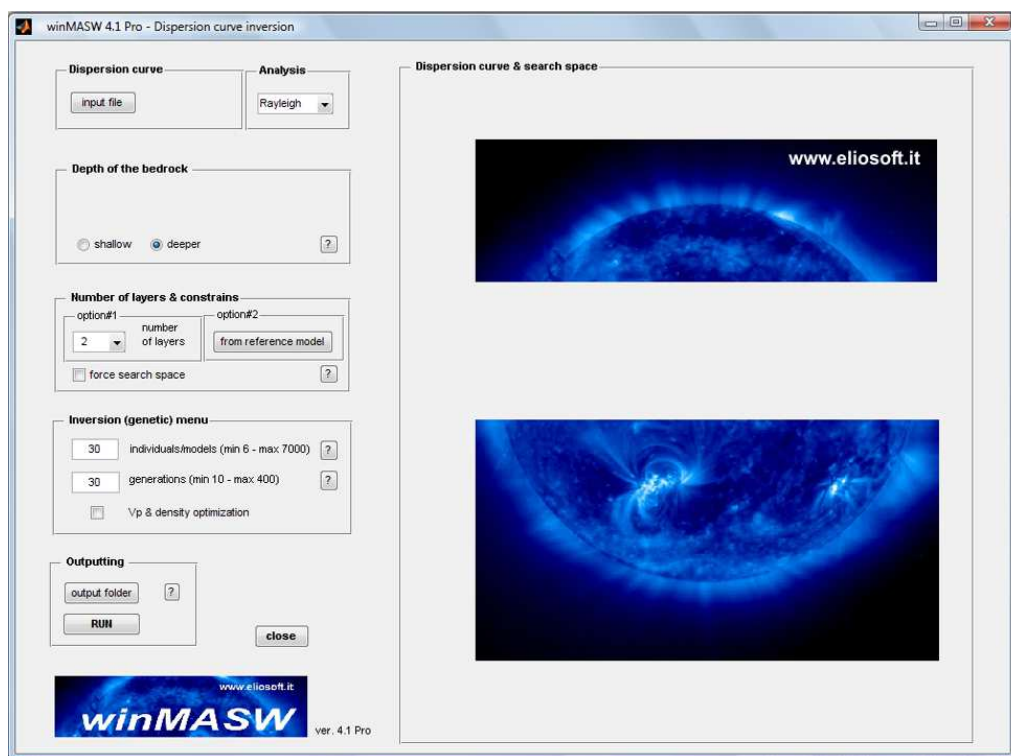 winMASW 4.1 Pro - Dispersion curve inversion
Dispersion curve
input file
Analysis
Rayleigh
Depth of the bedrock
shallow
deeper
?
Number of layers & constrains
option#1
2
number
of layers
option#2
from reference model
force search space
?
Inversion (genetic) menu
30
individuals/models (min 6 - max 7000)
?
30
generations (min 10 - max 400)
?
Vp & density optimization
Outputting
output folder
?
RUN
close
www.eliosoft.it
winMASW
ver. 4.1 Pro
Dispersion curve & search space
www.eliosoft.it